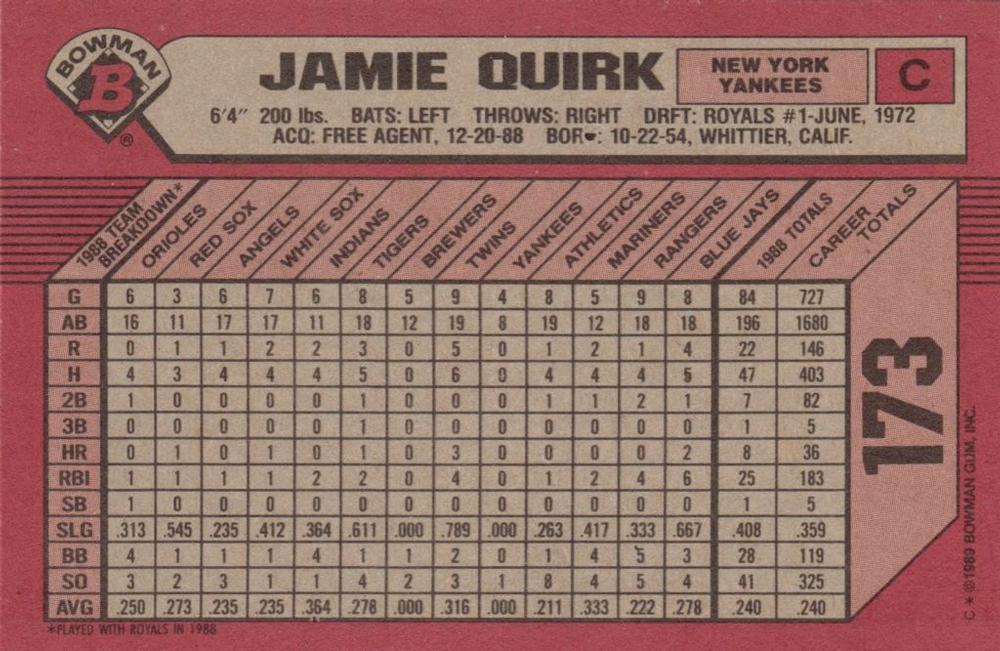 BOWMAN
B
®
JAMIE QUIRK
NEW YORK
YANKEES
C
6'4" 200 lbs. BATS: LEFT THROWS: RIGHT DRFT: ROYALS #1-JUNE, 1972
ACQ: FREE AGENT, 12-20-88 BOR : 10-22-54, WHITTIER, CALIF.
1988 TEAM
BREAKDOWN*
ORIOLES
RED SOX
ANGELS
WHITE SOX
INDIANS
TIGERS
BREWERS
TWINS
YANKEES
ATHLETICS
MARINERS
RANGERS
BLUE JAYS
1988 TOTALS
CAREER
TOTALS
G 6 3 6 7 6 8 5 9 4 8 5 9 8 84 727
AB 16 11 17 17 11 18 12 19 8 19 12 18 18 196 1680
R 0 1 1 2 2 3 0 5 0 1 2 1 4 22 146
H 4 3 4 4 4 5 0 6 0 4 4 4 5 47 403
2B 1 0 0 0 0 1 0 0 0 1 1 2 1 7 82
3B 0 0 0 0 0 1 0 0 0 0 0 0 0 1 5
HR 0 1 0 1 0 1 0 3 0 0 0 0 2 8 36
RBI 1 1 1 1 2 2 0 4 0 1 2 4 6 25 183
SB 1 0 0 0 0 0 0 0 0 0 0 0 0 1 5
SLG .313 .545 .235 .412 .364 .611 .000 .789 .000 .263 .417 .333 .667 .408 .359
BB 4 1 1 1 4 1 1 2 0 1 4 5 3 28 119
SO 3 2 3 1 1 4 2 3 1 8 4 5 4 41 325
AVG .250 .273 .235 .235 .364 .278 .000 .316 .000 .211 .333 .222 .278 .240 .240
*PLAYED WITH ROYALS IN 1988
173
C * ©1989 BOWMAN GUM, INC.